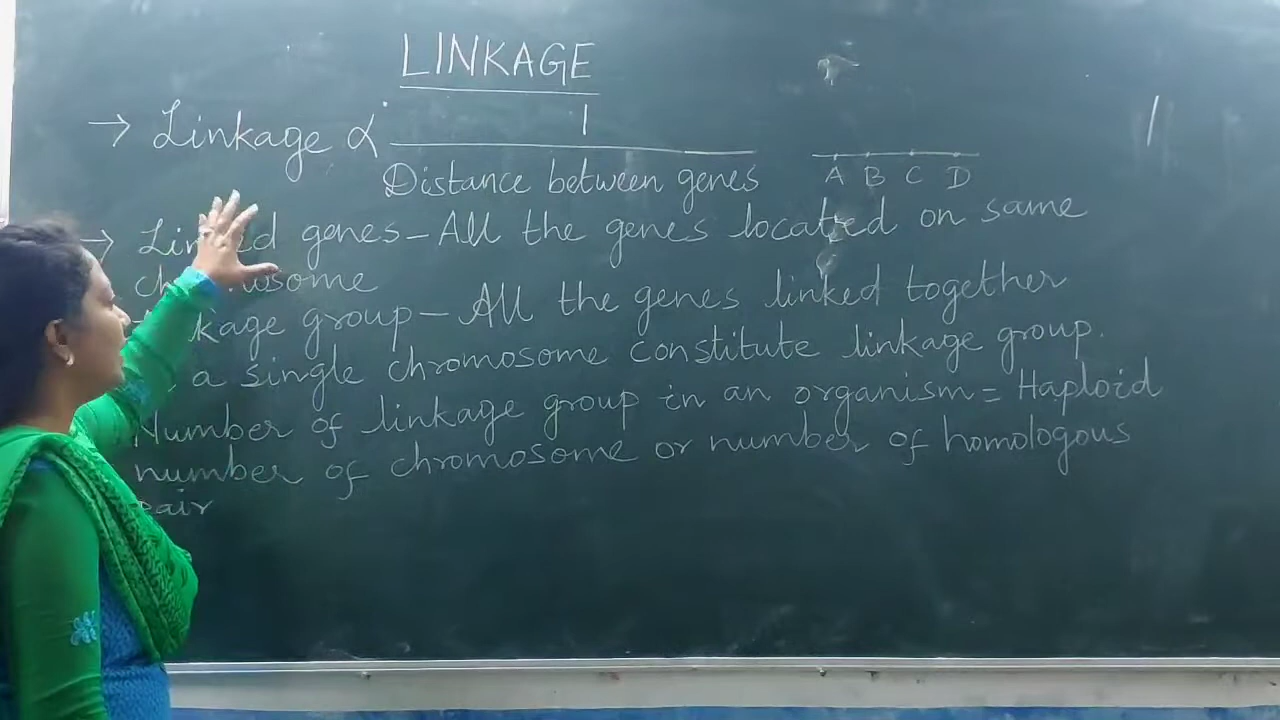 LINKAGE
→ Linkage ∝ 1
Distance between genes
A B C D
→ genes - All the genes located on same
group - All the genes linked together
a single chromosome constitute linkage group.
Number of linkage group in an organism = Haploid
number of chromosome or number of homologous
pair